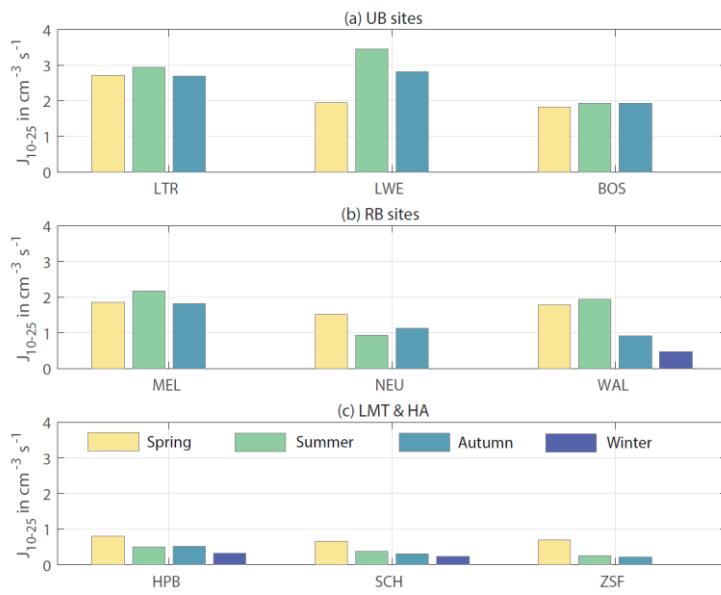 (a) UB sites
J10-25 in cm-3 s-1
4
3
2
1
0
LTR LWE BOS
(b) RB sites
J10-25 in cm-3 s-1
4
3
2
1
0
MEL NEU WAL
(c) LMT & HA
J10-25 in cm-3 s-1
4
3
2
1
0
Spring Summer Autumn Winter
HPB SCH ZSF